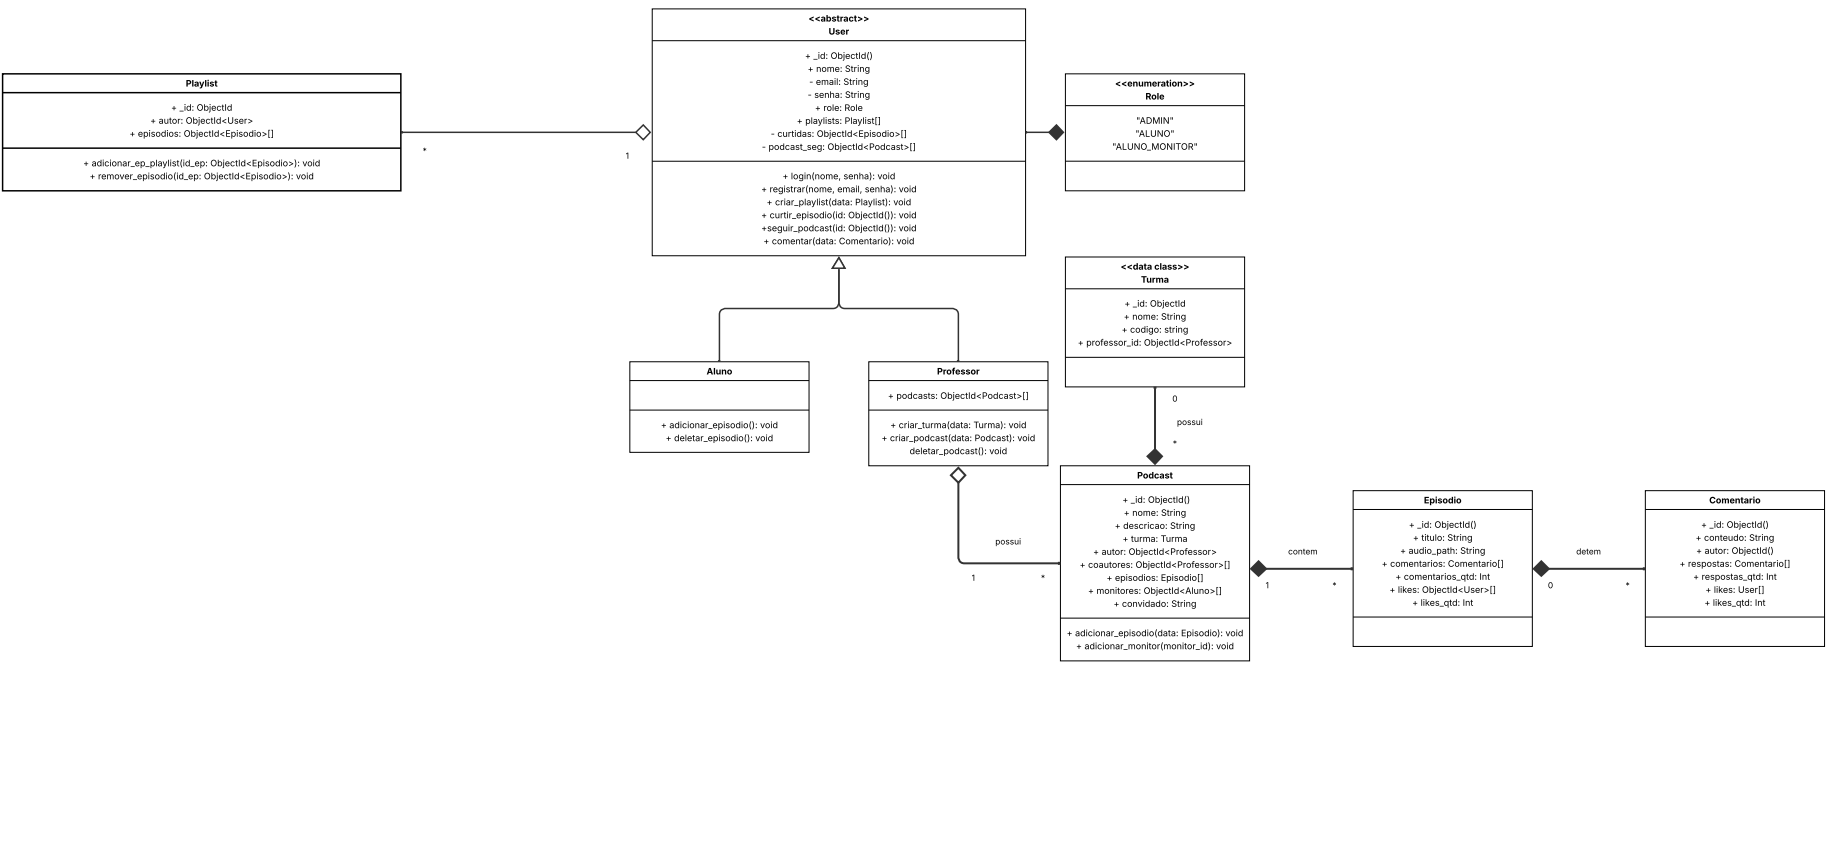 <<abstract>>
User
+ _id: ObjectId()
+ nome: String
- email: String
- senha: String
+ role: Role
+ playlists: Playlist[]
- curtidas: ObjectId<Episodio>[]
- podcast_seg: ObjectId<Podcast>[]
+ login(nome, senha): void
+ registrar(nome, email, senha): void
+ criar_playlist(data: Playlist): void
+ curtir_episodio(id: ObjectId()): void
+seguir_podcast(id: ObjectId()): void
+ comentar(data: Comentario): void
Playlist
+ _id: ObjectId
+ autor: ObjectId<User>
+ episodios: ObjectId<Episodio>[]
+ adicionar_ep_playlist(id_ep: ObjectId<Episodio>): void
+ remover_episodio(id_ep: ObjectId<Episodio>): void
*
1
<<enumeration>>
Role
"ADMIN"
"ALUNO"
"ALUNO_MONITOR"
<<data class>>
Turma
+ _id: ObjectId
+ nome: String
+ codigo: string
+ professor_id: ObjectId<Professor>
0
possui
*
Aluno
+ adicionar_episodio(): void
+ deletar_episodio(): void
Professor
+ podcasts: ObjectId<Podcast>[]
+ criar_turma(data: Turma): void
+ criar_podcast(data: Podcast): void
deletar_podcast(): void
possui
1
*
Podcast
+ _id: ObjectId()
+ nome: String
+ descricao: String
+ turma: Turma
+ autor: ObjectId<Professor>
+ coautores: ObjectId<Professor>[]
+ episodios: Episodio[]
+ monitores: ObjectId<Aluno>[]
+ convidado: String
+ adicionar_episodio(data: Episodio): void
+ adicionar_monitor(monitor_id): void
contem
1
*
Episodio
+ _id: ObjectId()
+ titulo: String
+ audio_path: String
+ comentarios: Comentario[]
+ comentarios_qtd: Int
+ likes: ObjectId<User>[]
+ likes_qtd: Int
detem
0
*
Comentario
+ _id: ObjectId()
+ conteudo: String
+ autor: ObjectId()
+ respostas: Comentario[]
+ respostas_qtd: Int
+ likes: User[]
+ likes_qtd: Int